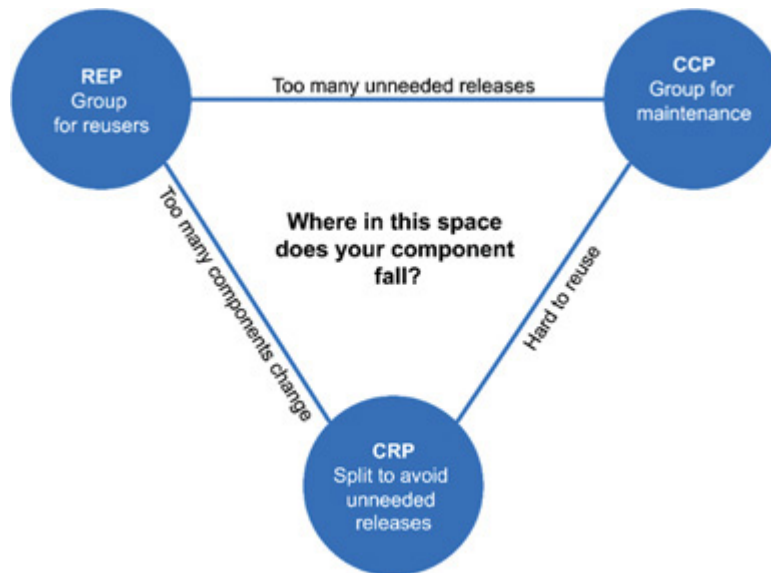 REP
Group
for reusers
Too many unneeded releases
CCP
Group for
maintenance
Where in this space
does your component
fall?
Too many components change
Hard to reuse
CRP
Split to avoid
unneeded
releases